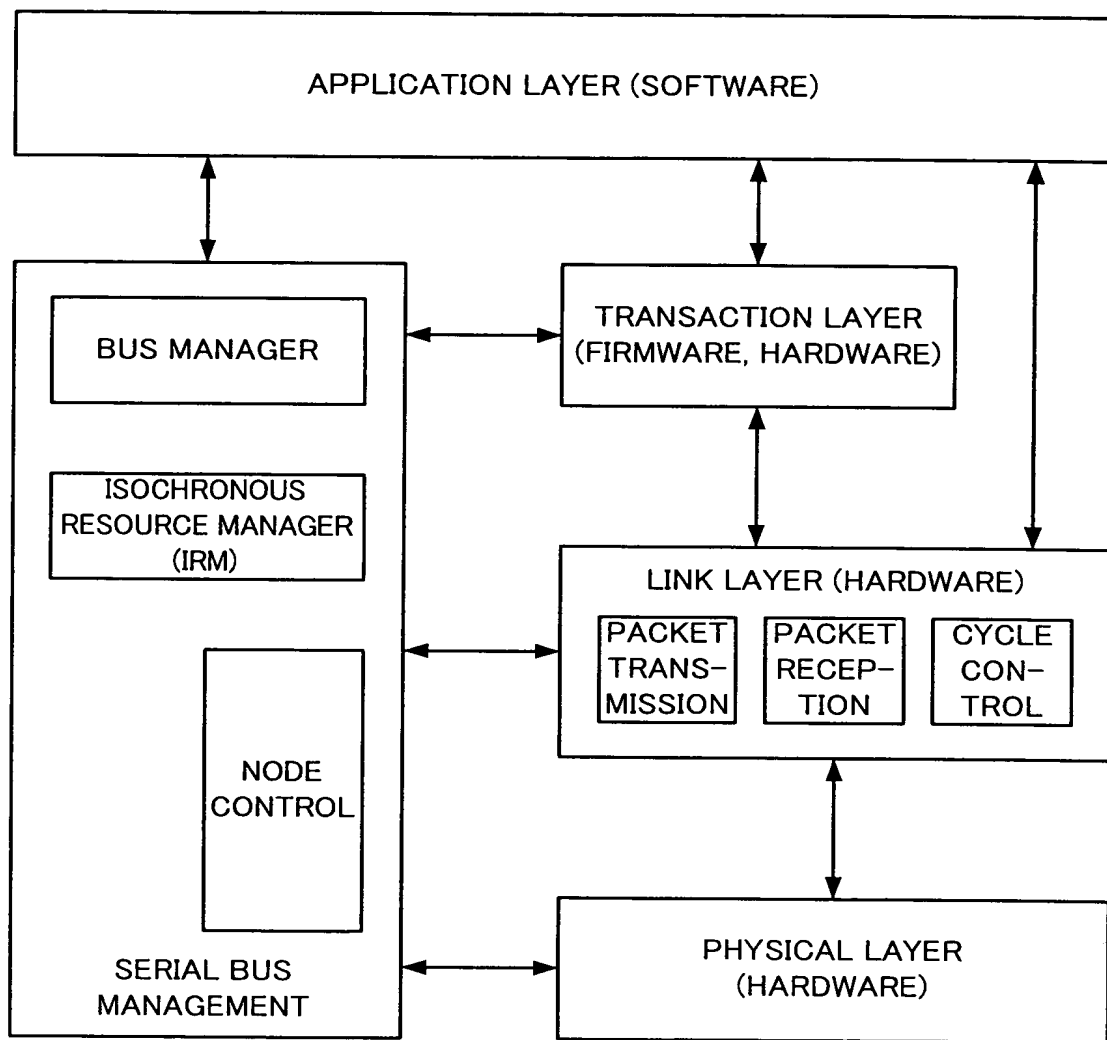 APPLICATION LAYER (SOFTWARE)
BUS MANAGER
ISOCHRONOUS
RESOURCE MANAGER
(IRM)
NODE
CONTROL
SERIAL BUS
MANAGEMENT
TRANSACTION LAYER
(FIRMWARE, HARDWARE)
LINK LAYER (HARDWARE)
PACKET
TRANS-
MISSION
PACKET
RECEP-
TION
CYCLE
CON-
TROL
PHYSICAL LAYER
(HARDWARE)